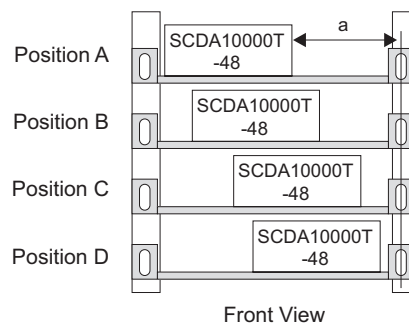 SCDA10000T
-48
a
Position A
SCDA10000T
-48
Position B
SCDA10000T
-48
Position C
SCDA10000T
-48
Position D
Front View